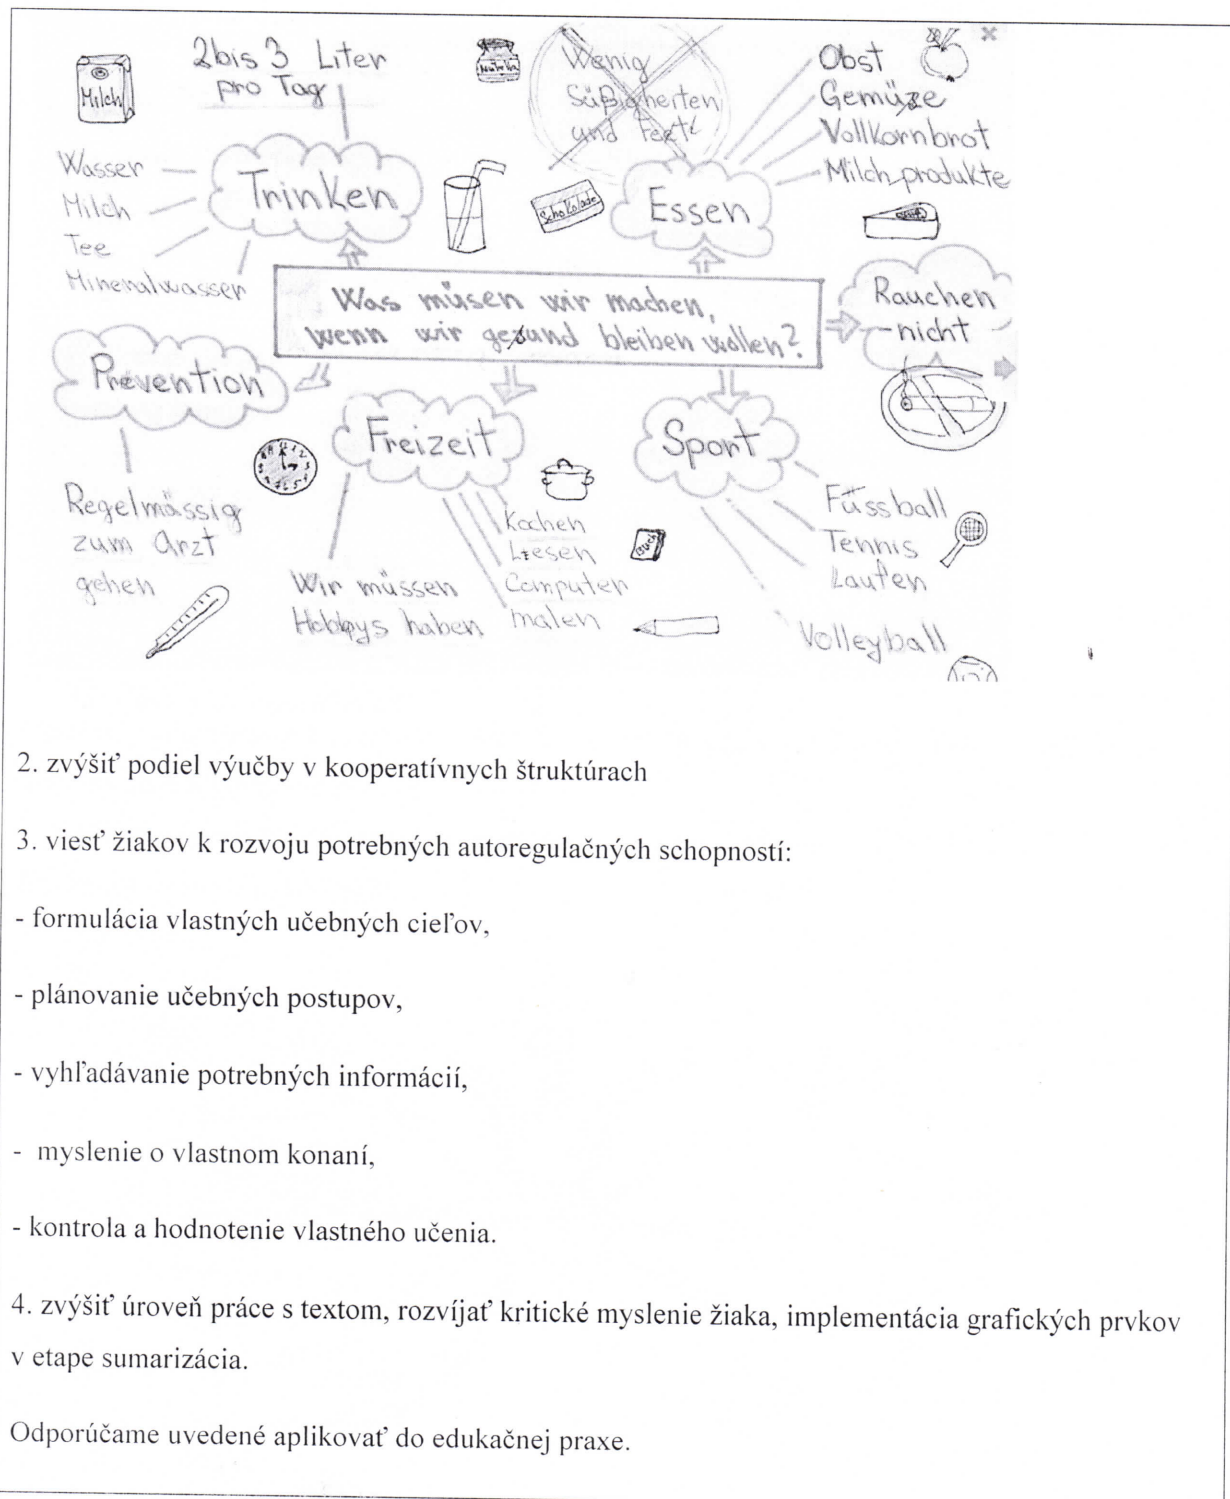 2 bis 3 Liter
pro Tag
Milch
Nutella
Wenig
Süßigkeiten
und Fett
Obst
Gemüse
Vollkornbrot
Milchprodukte
Wasser
Milch
Tee
Mineralwasser
Trinken
Schokolade
Essen
Was müsen wir machen,
wenn wir gesund bleiben wollen?
Rauchen
nicht
Prevention
Freizeit
Sport
Regelmässig
zum Arzt
gehen
Wir müssen
Hobbys haben
Kochen
Lesen
Computer
malen
Buch
Fussball
Tennis
Laufen
Volleyball
2. zvýšiť podiel výučby v kooperatívnych štruktúrach
3. viesť žiakov k rozvoju potrebných autoregulačných schopností:
- formulácia vlastných učebných cieľov,
- plánovanie učebných postupov,
- vyhľadávanie potrebných informácií,
- myslenie o vlastnom konaní,
- kontrola a hodnotenie vlastného učenia.
4. zvýšiť úroveň práce s textom, rozvíjať kritické myslenie žiaka, implementácia grafických prvkov
v etape sumarizácia.
Odporúčame uvedené aplikovať do edukačnej praxe.